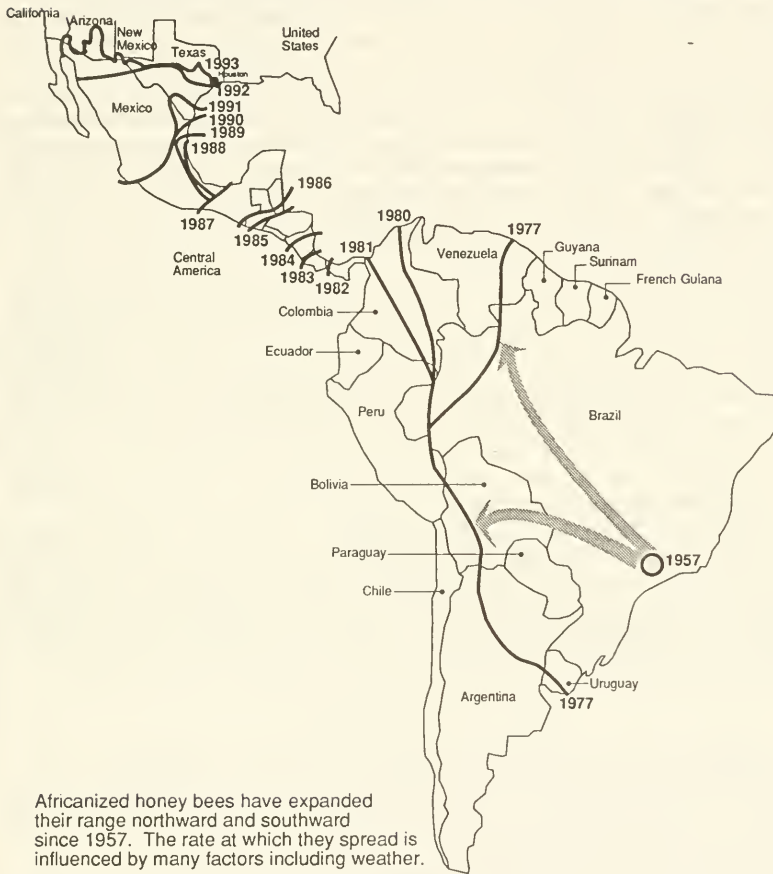 California
Arizona
New
Mexico
Texas
United
States
1993
Houston
1992
Mexico
1991
1990
1989
1988
1986
1987
1985
Central
America
1984
1983
1982
1981
1980
1977
Venezuela
Guyana
Surinam
French Guiana
Colombia
Ecuador
Peru
Brazil
Bolivia
Paraguay
1957
Chile
Uruguay
Argentina
1977
Africanized honey bees have expanded
their range northward and southward
since 1957. The rate at which they spread is
influenced by many factors including weather.